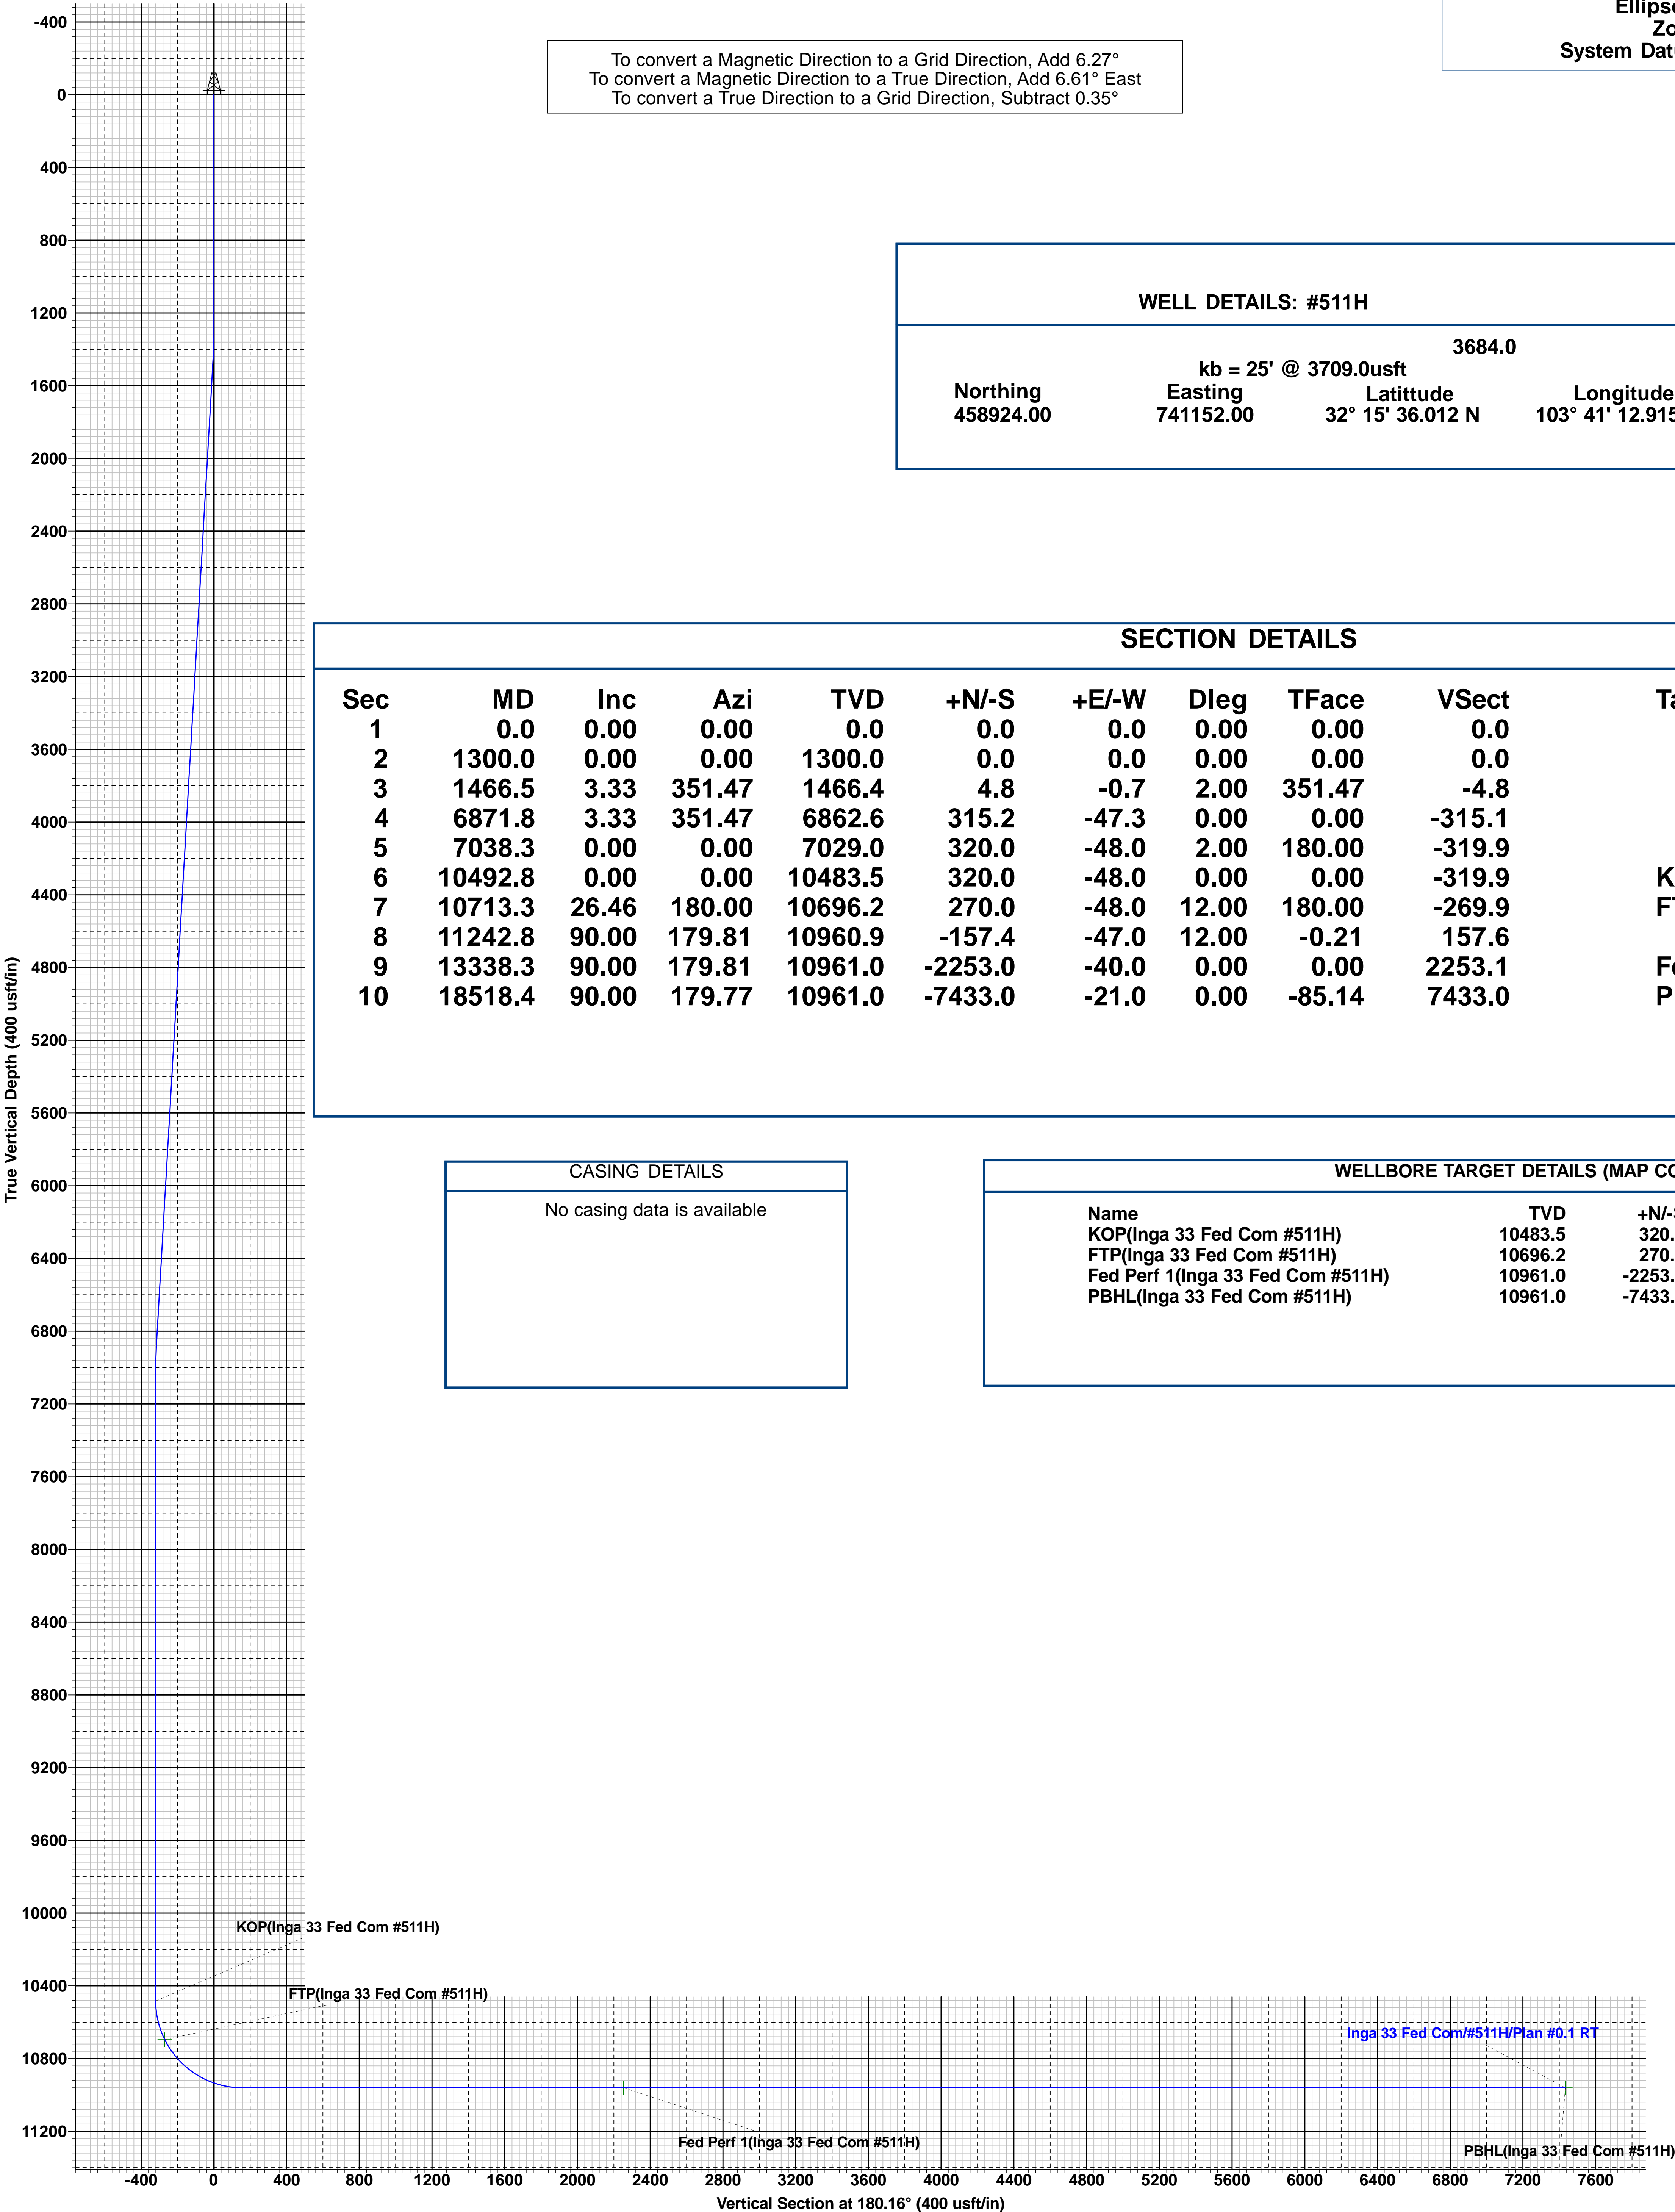 Ellips
Zo
System Dat
To convert a Magnetic Direction to a Grid Direction, Add 6.27°
To convert a Magnetic Direction to a True Direction, Add 6.61° East
To convert a True Direction to a Grid Direction, Subtract 0.35°
WELL DETAILS: #511H
3684.0
kb = 25' @ 3709.0usft
Northing Easting Latittude Longitude
458924.00 741152.00 32° 15' 36.012 N 103° 41' 12.915
SECTION DETAILS
Sec MD Inc Azi TVD +N/-S +E/-W Dleg TFace VSect Ta
1 0.0 0.00 0.00 0.0 0.0 0.0 0.00 0.00 0.0
2 1300.0 0.00 0.00 1300.0 0.0 0.0 0.00 0.00 0.0
3 1466.5 3.33 351.47 1466.4 4.8 -0.7 2.00 351.47 -4.8
4 6871.8 3.33 351.47 6862.6 315.2 -47.3 0.00 0.00 -315.1
5 7038.3 0.00 0.00 7029.0 320.0 -48.0 2.00 180.00 -319.9
6 10492.8 0.00 0.00 10483.5 320.0 -48.0 0.00 0.00 -319.9 K
7 10713.3 26.46 180.00 10696.2 270.0 -48.0 12.00 180.00 -269.9 FT
8 11242.8 90.00 179.81 10960.9 -157.4 -47.0 12.00 -0.21 157.6
9 13338.3 90.00 179.81 10961.0 -2253.0 -40.0 0.00 0.00 2253.1 Fe
10 18518.4 90.00 179.77 10961.0 -7433.0 -21.0 0.00 -85.14 7433.0 P
CASING DETAILS
No casing data is available
WELLBORE TARGET DETAILS (MAP CO
Name TVD +N/-S
KOP(Inga 33 Fed Com #511H) 10483.5 320.
FTP(Inga 33 Fed Com #511H) 10696.2 270.
Fed Perf 1(Inga 33 Fed Com #511H) 10961.0 -2253.
PBHL(Inga 33 Fed Com #511H) 10961.0 -7433.
True Vertical Depth (400 usft/in)
-400
0
400
800
1200
1600
2000
2400
2800
3200
3600
4000
4400
4800
5200
5600
6000
6400
6800
7200
7600
8000
8400
8800
9200
9600
10000
10400
10800
11200
KOP(Inga 33 Fed Com #511H)
FTP(Inga 33 Fed Com #511H)
Inga 33 Fed Com/#511H/Plan #0.1 RT
Fed Perf 1(Inga 33 Fed Com #511H)
PBHL(Inga 33 Fed Com #511H)
-400 0 400 800 1200 1600 2000 2400 2800 3200 3600 4000 4400 4800 5200 5600 6000 6400 6800 7200 7600
Vertical Section at 180.16° (400 usft/in)